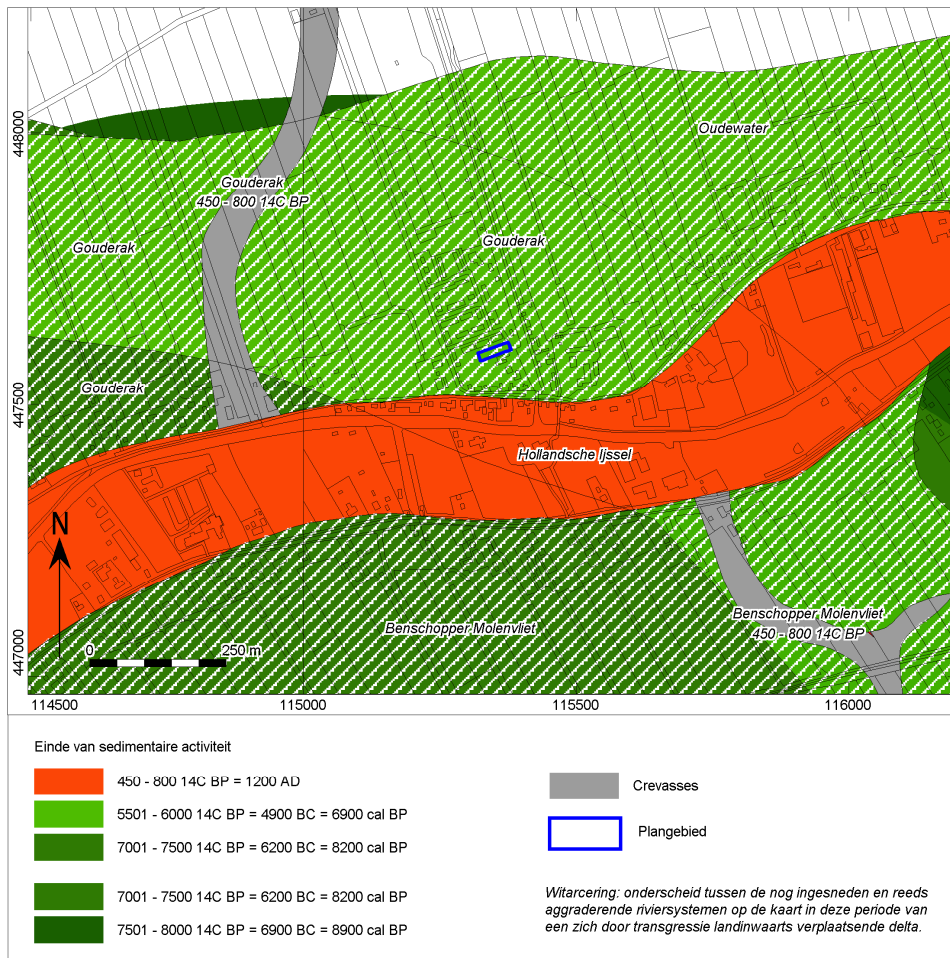 448000
447500
447000
Oudewater
Gouderak
450 - 800 14C BP
Gouderak
Gouderak
Gouderak
Hollandsche Ijssel
N
Benschopper Molenvliet
450 - 800 14C BP
Benschopper Molenvliet
0
250 m
114500
115000
115500
116000
Einde van sedimentaire activiteit
450 - 800 14C BP = 1200 AD
5501 - 6000 14C BP = 4900 BC = 6900 cal BP
7001 - 7500 14C BP = 6200 BC = 8200 cal BP
7001 - 7500 14C BP = 6200 BC = 8200 cal BP
7501 - 8000 14C BP = 6900 BC = 8900 cal BP
Crevasses
Plangebied
Witarcering: onderscheid tussen de nog ingesneden en reeds
aggraderende riviersystemen op de kaart in deze periode van
een zich door transgressie landinwaarts verplaatsende delta.